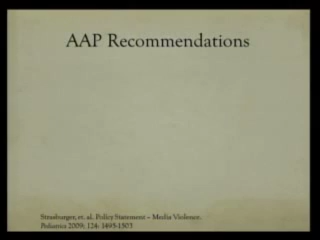 AAP Recommendations
Strasburger, et. al. Policy Statement – Media Violence.
Pediatrics 2009; 124: 1495-1503